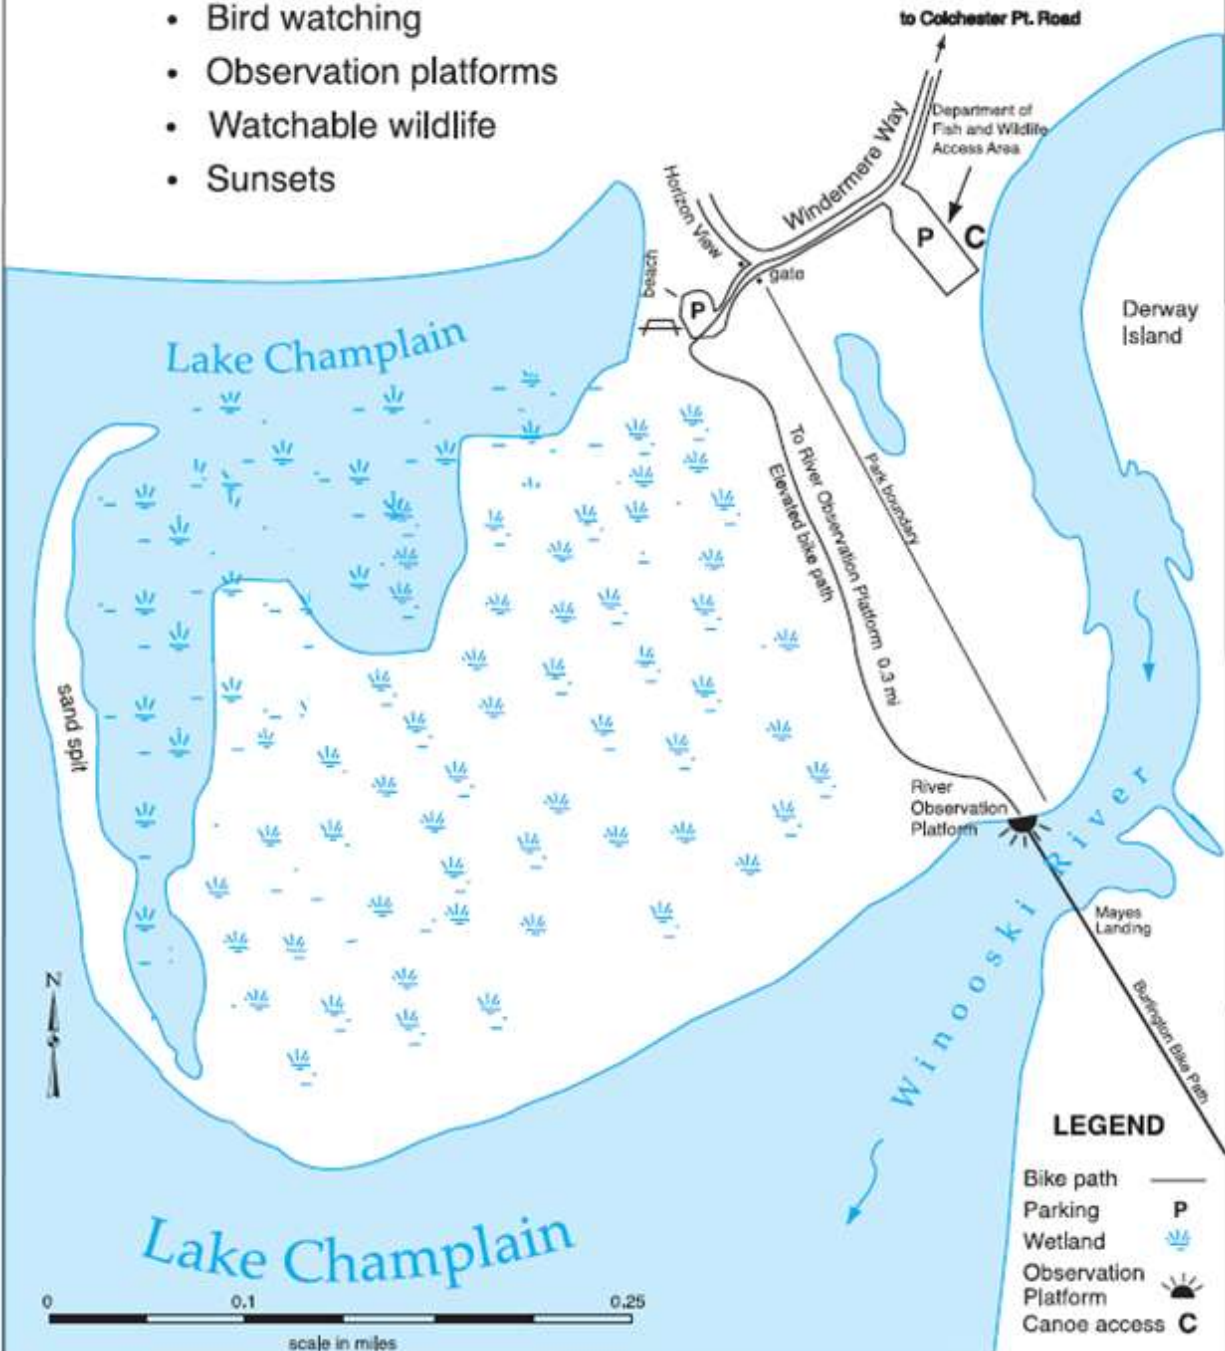 • Bird watching
• Observation platforms
• Watchable wildlife
• Sunsets
to Colchester Pt. Road
Department of
Fish and Wildlife
Access Area
Windermere Way
Horizon View
P
C
gate
beach
P
Derway
Island
Lake Champlain
To River Observation Platform 0.3 mi
Elevated bike path
Park boundary
sand spit
River
Observation
Platform
Winooski River
Mayes
Landing
Burlington Bike Path
N
Lake Champlain
0 0.1 0.25
scale in miles
LEGEND
Bike path
Parking P
Wetland
Observation
Platform
Canoe access C